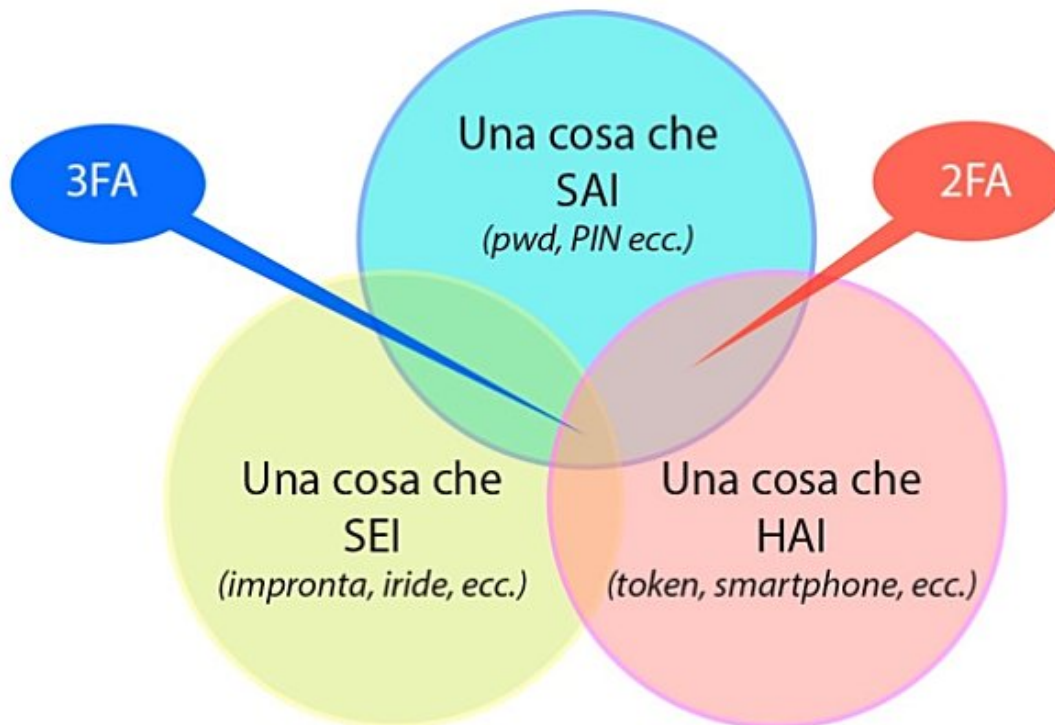 Una cosa che
SAI
(pwd, PIN ecc.)
3FA
2FA
Una cosa che
SEI
(impronta, iride, ecc.)
Una cosa che
HAI
(token, smartphone, ecc.)